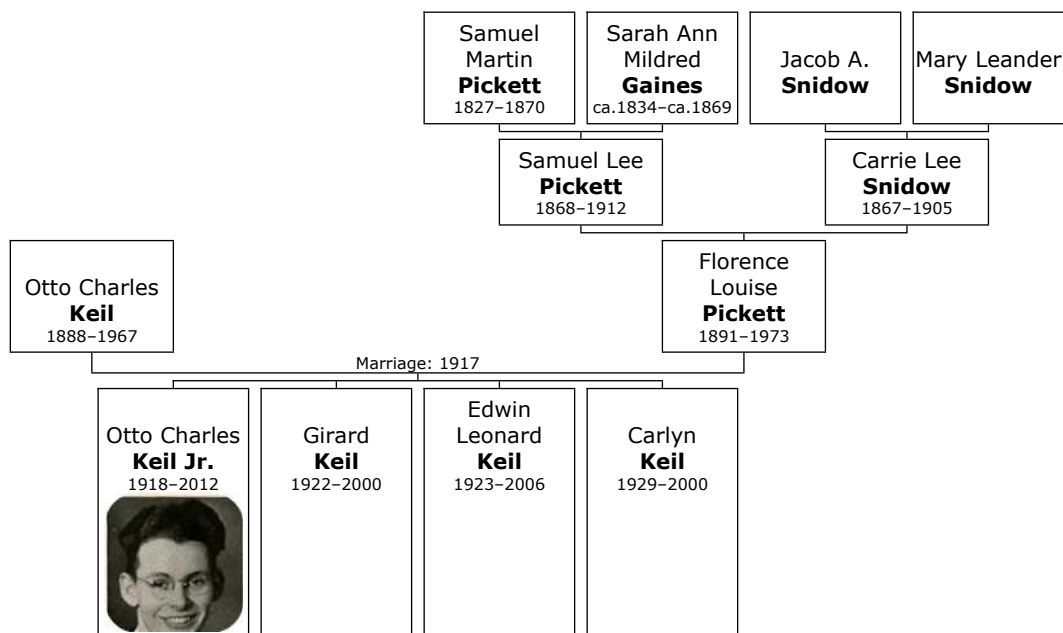 Samuel
Martin
Pickett
1827–1870
Sarah Ann
Mildred
Gaines
ca.1834–ca.1869
Jacob A.
Snidow
Mary Leander
Snidow
Samuel Lee
Pickett
1868–1912
Carrie Lee
Snidow
1867–1905
Otto Charles
Keil
1888–1967
Florence
Louise
Pickett
1891–1973
Marriage: 1917
Otto Charles
Keil Jr.
1918–2012
Girard
Keil
1922–2000
Edwin
Leonard
Keil
1923–2006
Carlyn
Keil
1929–2000